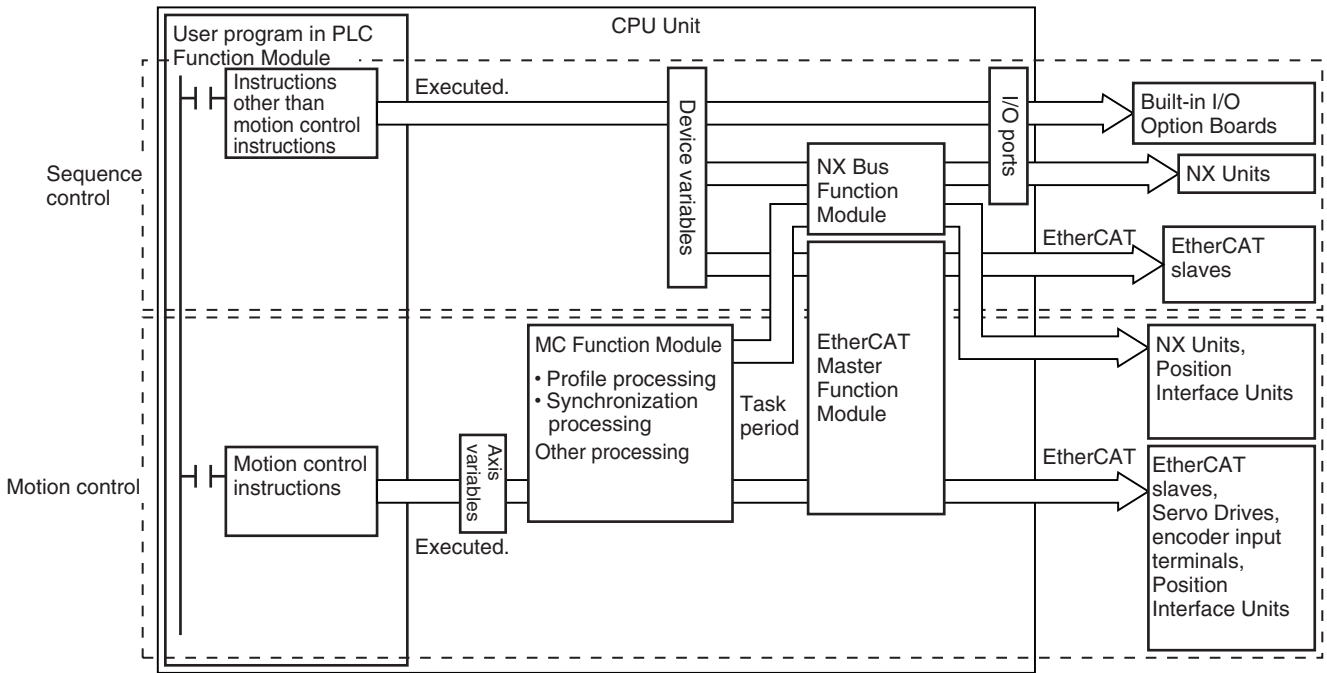 CPU Unit
User program in PLC
Function Module
Instructions
other than
motion control
instructions
Executed.
Device variables
I/O ports
Built-in I/O
Option Boards
Sequence
control
NX Bus
Function
Module
NX Units
EtherCAT
EtherCAT
slaves
MC Function Module
• Profile processing
• Synchronization
processing
Other processing
Task
period
EtherCAT
Master
Function
Module
NX Units,
Position
Interface Units
Motion control
Motion control
instructions
Axis
variables
Executed.
EtherCAT
EtherCAT
slaves,
Servo Drives,
encoder input
terminals,
Position
Interface Units